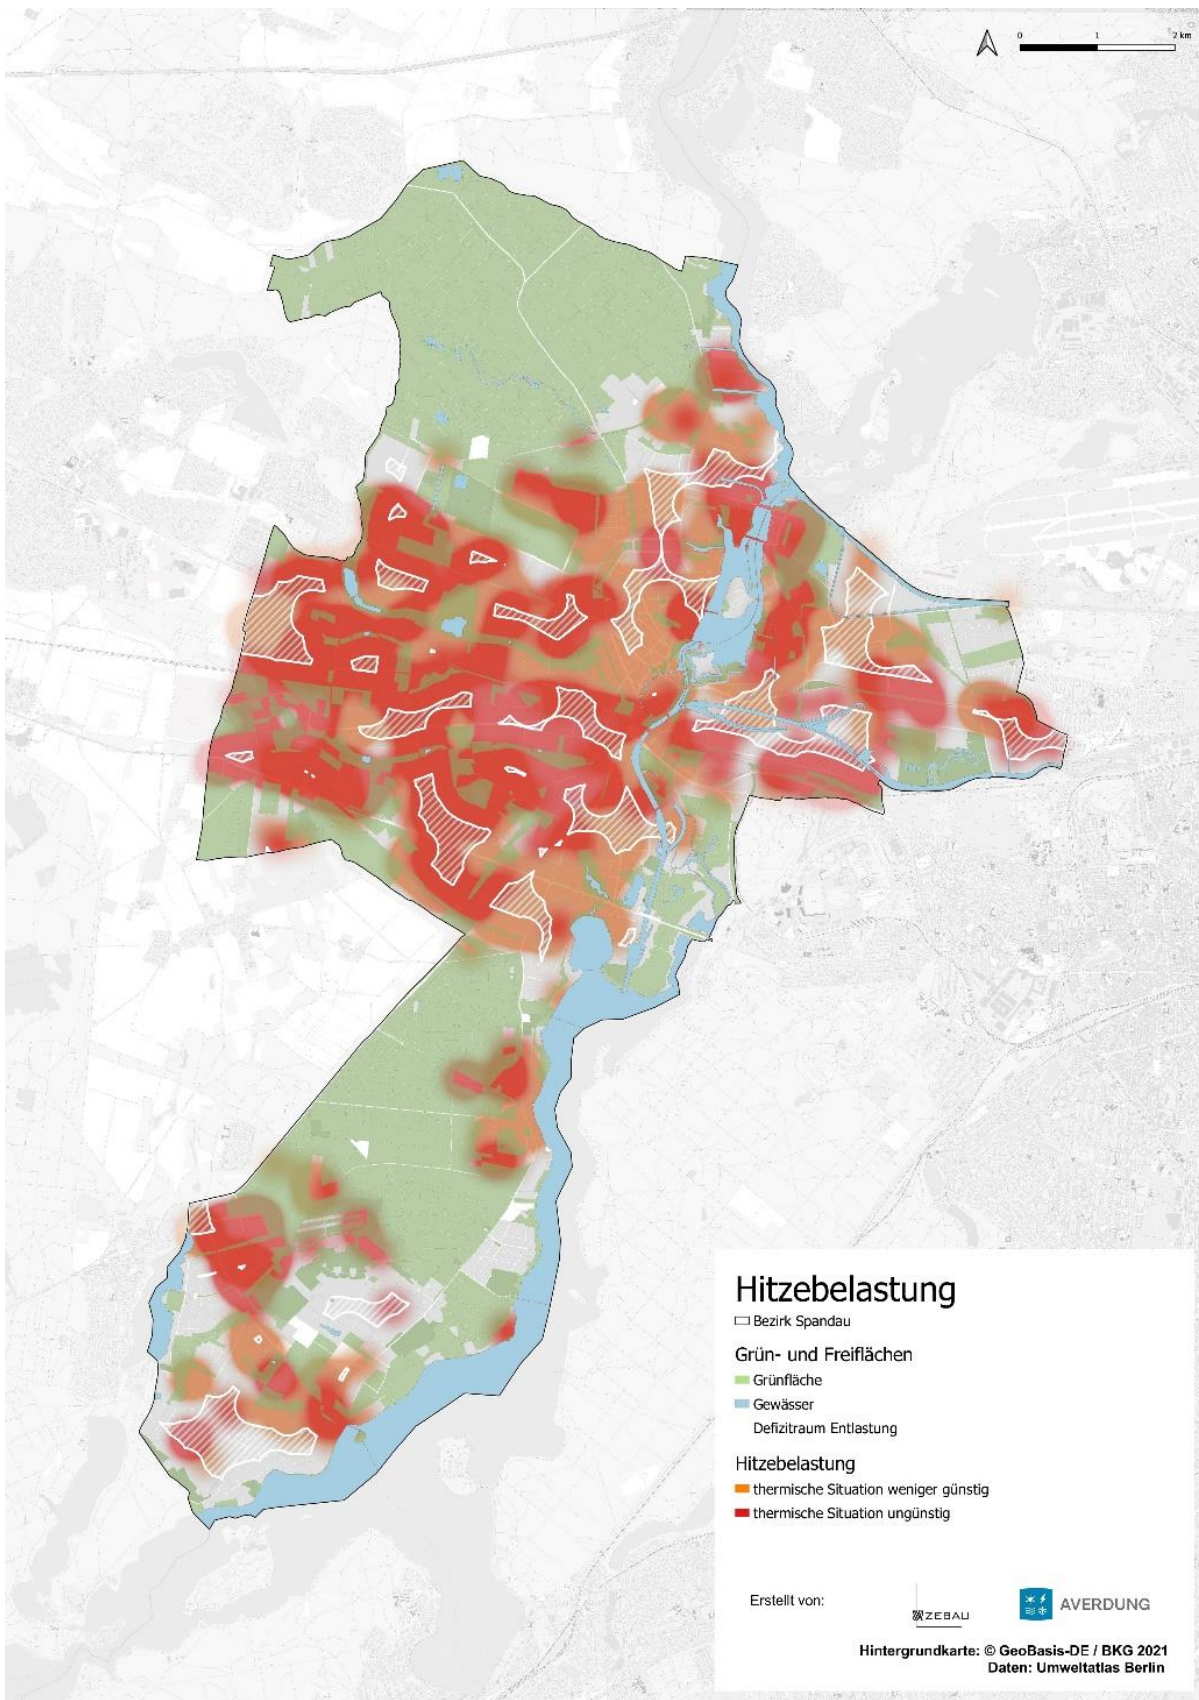 0 1 2 km
Hitzebelastung
Bezirk Spandau
Grün- und Freiflächen
Grünfläche
Gewässer
Defizitraum Entlastung
Hitzebelastung
thermische Situation weniger günstig
thermische Situation ungünstig
Erstellt von:
ZEBAU
AVERDUNG
Hintergrundkarte: © GeoBasis-DE / BKG 2021
Daten: Umweltatlas Berlin